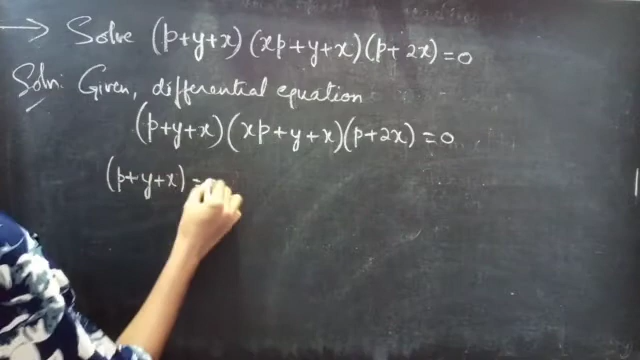 → Solve (p+y+x) (xp+y+x) (p+2x) = 0
Soln: Given, differential equation
(p+y+x) (xp+y+x) (p+2x) = 0
(p+y+x) =